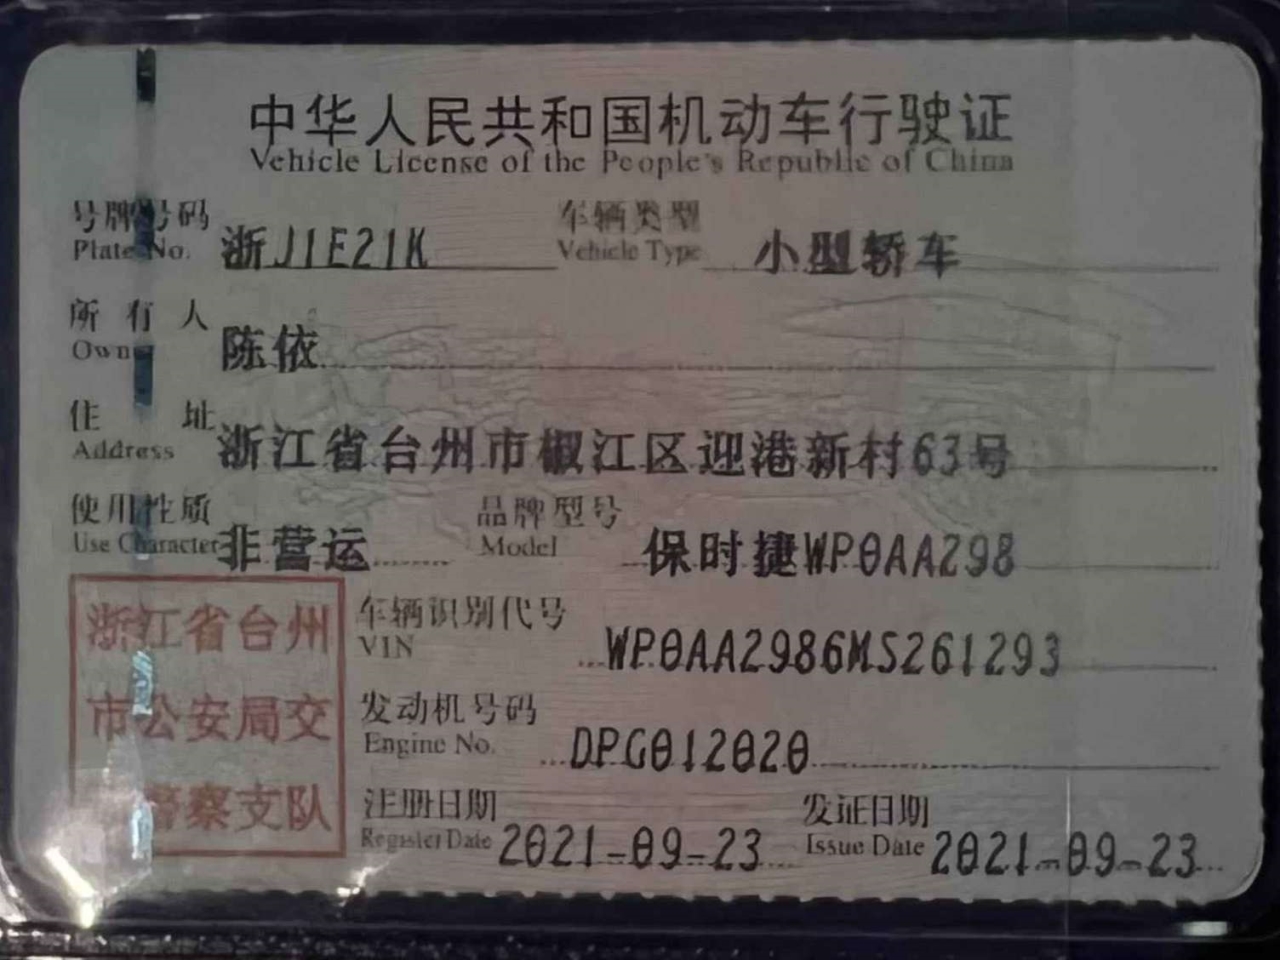 中华人民共和国机动车行驶证
Vehicle License of the People's Republic of China
号牌号码 浙J1E21K 车辆类型 小型轿车
Plate No. Vehicle Type
所有人 陈依
Owner
住址 浙江省台州市椒江区迎港新村63号
Address
使用性质 非营运 品牌型号 保时捷WP0AA298
Use Character Model
浙江省台州
市公安局交
警察支队
车辆识别代号 WP0AA2986MS261293
VIN
发动机号码 DPG012020
Engine No.
注册日期 2021-09-23 发证日期 2021-09-23
Register Date Issue Date